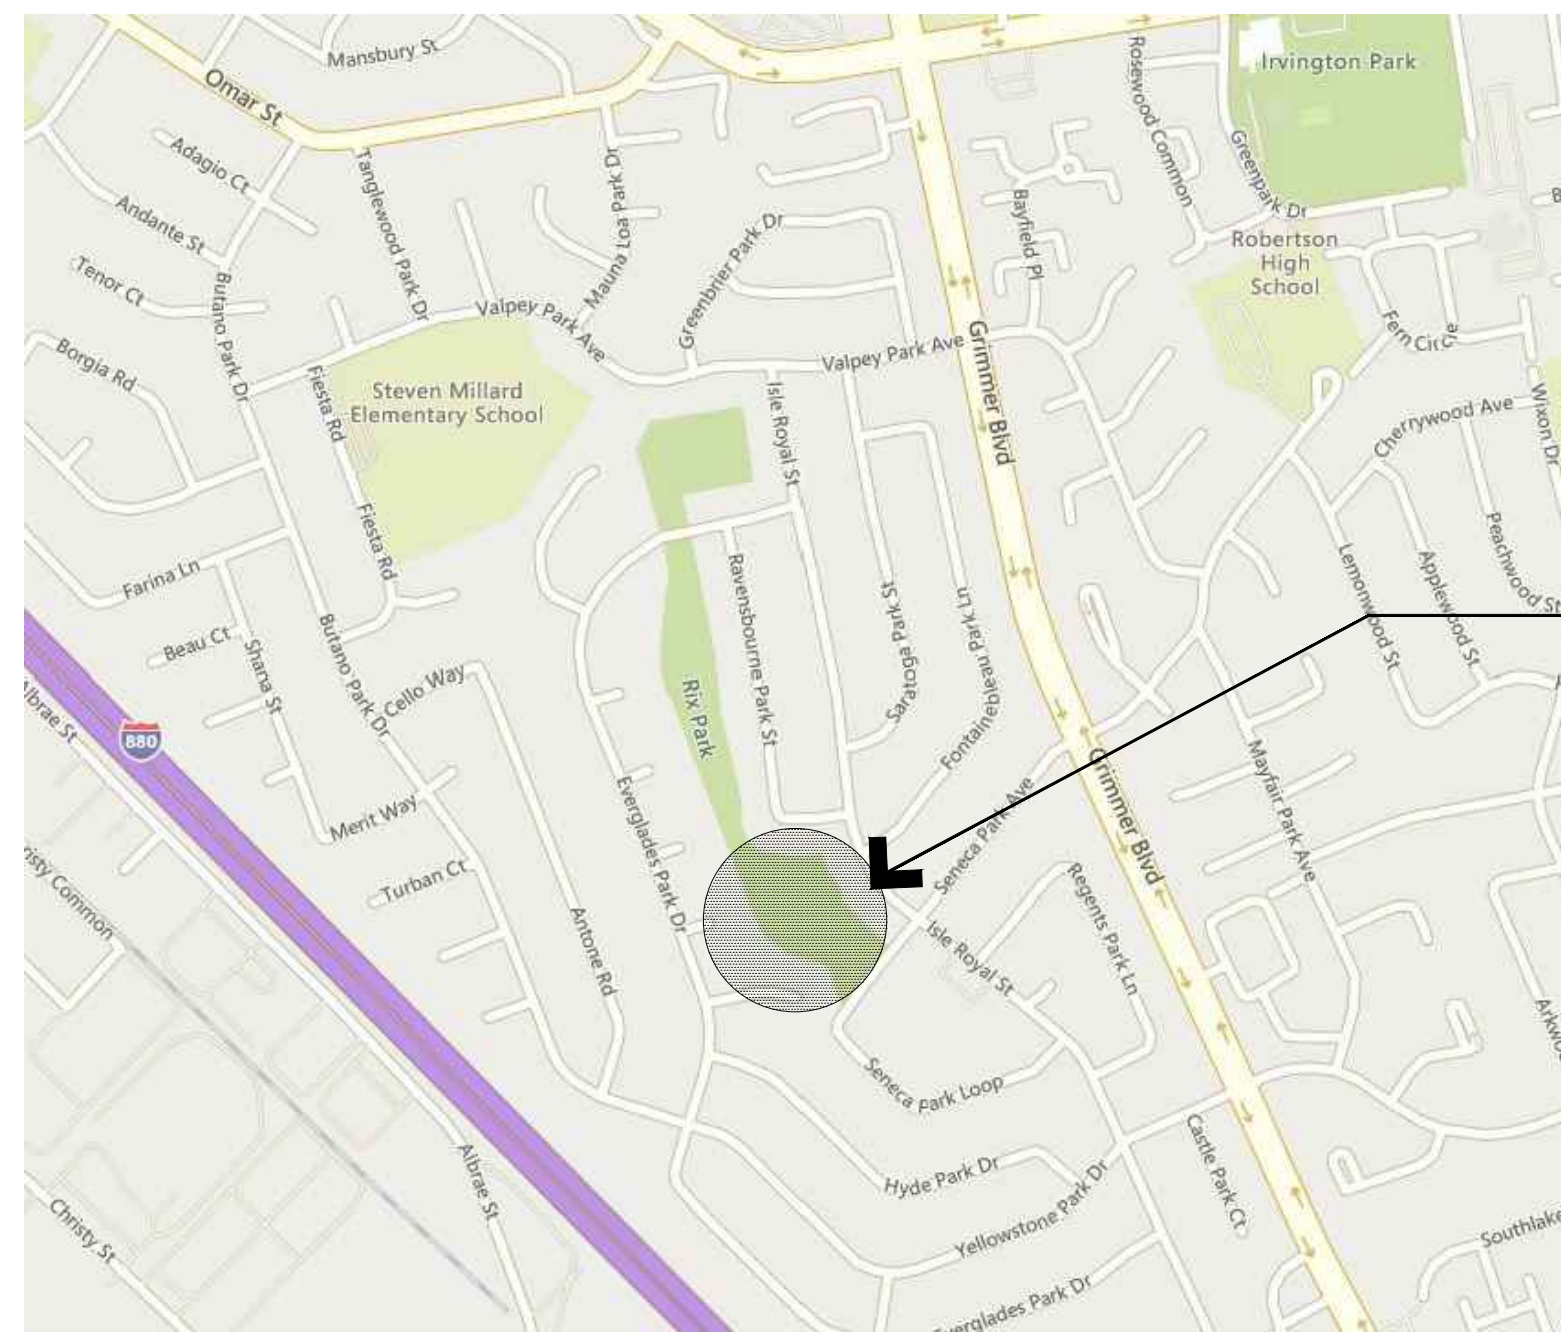 Mansbury St
Irvington Park
Omar St
Rosewood Common
Adagio Ct
Tanglewood Park Dr
Mauna Loa Park Dr
Greenpark Dr
Andante St
Bayfield Pl
Greenbrier Park Dr
Robertson
High
School
Tenor Ct
Butano Park Dr
Valpey Park Ave
Valpey Park Ave
Grimmer Blvd
Fern Circle
Borgia Rd
Fiesta Rd
Steven Millard
Elementary School
Isle Royal St
Cherrywood Ave
Wixon Dr
Fiesta Rd
Peachwood St
Farina Ln
Ravensbourne Park St
Saratoga Park St
Fontainebleau Park Ln
Lemonwood St
Applewood St
Beau Ct
Shana St
Butano Park Dr
Cello Way
Rix Park
Albrae St
880
Grimmer Blvd
Mayfair Park Ave
Everglades Park Dr
Seneca Park Ave
Merit Way
risty Common
Turban Ct
Regents Park Ln
Antone Rd
Isle Royal St
Arkwo
Seneca Park Loop
Castle Park Ct
Albrae St
Hyde Park Dr
Yellowstone Park Dr
Christy St
Southlake
verglades Park Dr